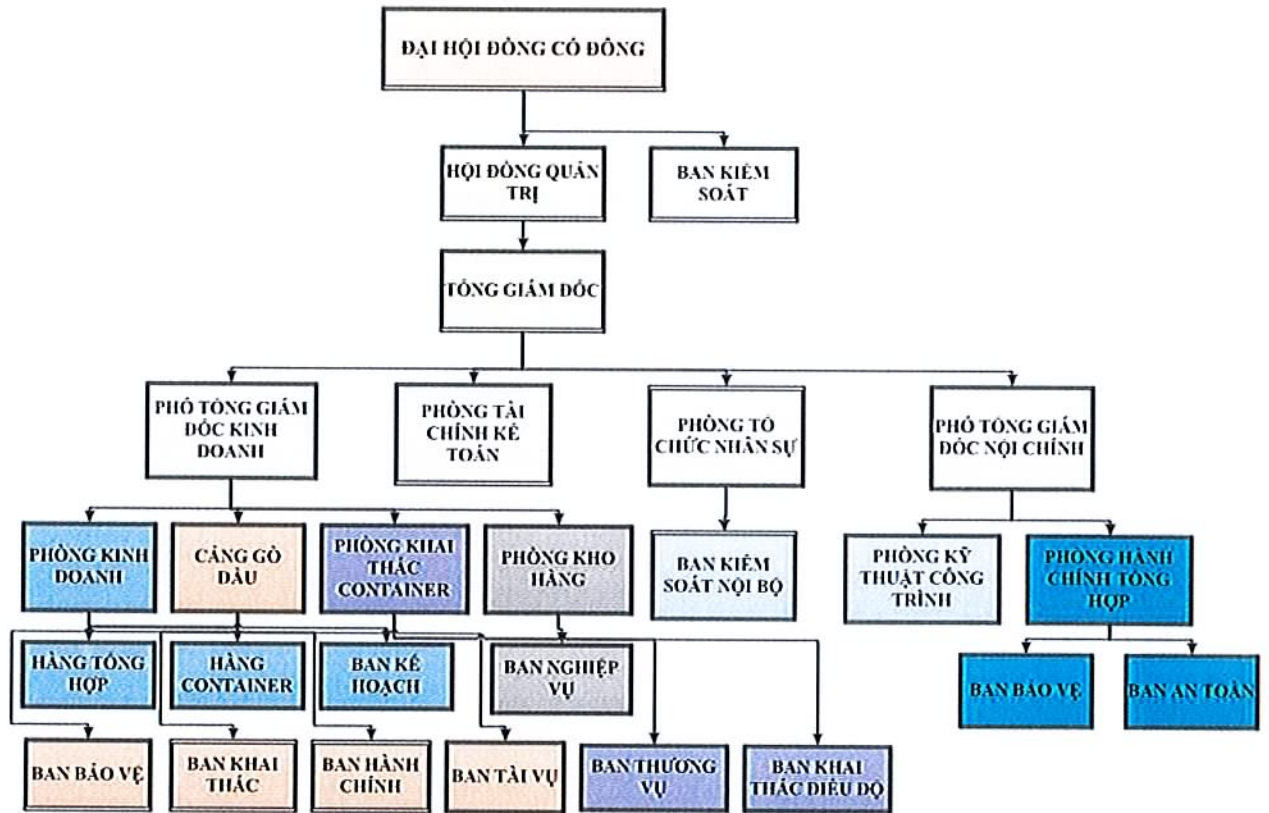 ĐẠI HỘI ĐỒNG CỔ ĐÔNG
HỘI ĐỒNG QUẢN
TRỊ
BAN KIỂM
SOÁT
TỔNG GIÁM ĐỐC
PHÓ TỔNG GIÁM
ĐỐC KINH
DOANH
PHÒNG TÀI
CHÍNH KẾ
TOÁN
PHÒNG TỔ
CHỨC NHÂN SỰ
PHÓ TỔNG GIÁM
ĐỐC NỘI CHÍNH
PHÒNG KINH
DOANH
CẢNG GÒ
DẦU
PHÒNG KHAI
THÁC
CONTAINER
PHÒNG KHO
HÀNG
BAN KIỂM
SOÁT NỘI BỘ
PHÒNG KỸ
THUẬT CÔNG
TRÌNH
PHÒNG HÀNH
CHÍNH TỔNG
HỢP
HÀNG TỔNG
HỢP
HÀNG
CONTAINER
BAN KẾ
HOẠCH
BAN NGHIỆP
VỤ
BAN BẢO VỆ
BAN AN TOÀN
BAN BẢO VỆ
BAN KHAI
THÁC
BAN HÀNH
CHÍNH
BAN TÀI VỤ
BAN THƯƠNG
VỤ
BAN KHAI
THÁC ĐIỀU ĐỘ